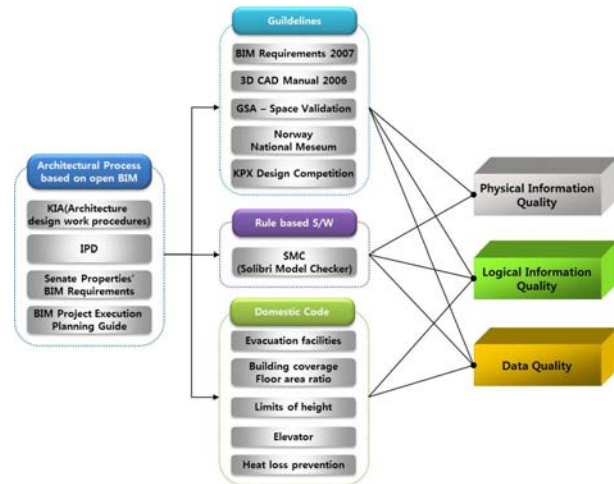 Guildelines
BIM Requirements 2007
3D CAD Manual 2006
GSA – Space Validation
Norway
National Meseum
KPX Design Competition
Architectural Process
based on open BIM
KIA(Architecture
design work procedures)
IPD
Senate Properties'
BIM Requirements
BIM Project Execution
Planning Guide
Rule based S/W
SMC
(Solibri Model Checker)
Domestic Code
Evacuation facilities
Building coverage
Floor area ratio
Limits of height
Elevator
Heat loss prevention
Physical Information
Quality
Logical Information
Quality
Data Quality